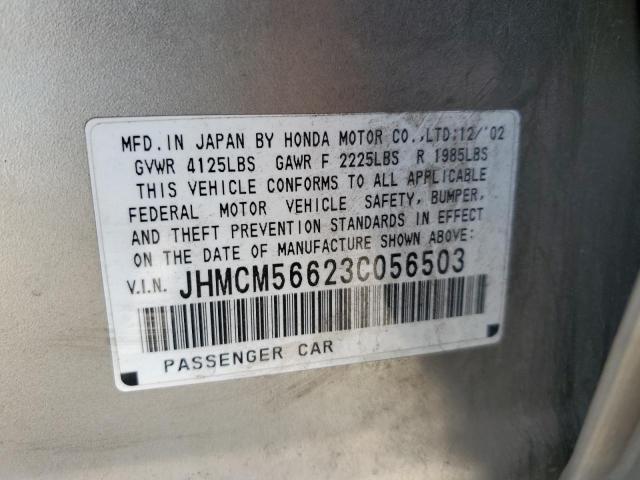 MFD. IN JAPAN BY HONDA MOTOR CO.,LTD:12/'02
GVWR 4125LBS GAWR F 2225LBS R 1985LBS
THIS VEHICLE CONFORMS TO ALL APPLICABLE
FEDERAL MOTOR VEHICLE SAFETY, BUMPER,
AND THEFT PREVENTION STANDARDS IN EFFECT
ON THE DATE OF MANUFACTURE SHOWN ABOVE:
V.I.N. JHMCM56623C056503
PASSENGER CAR